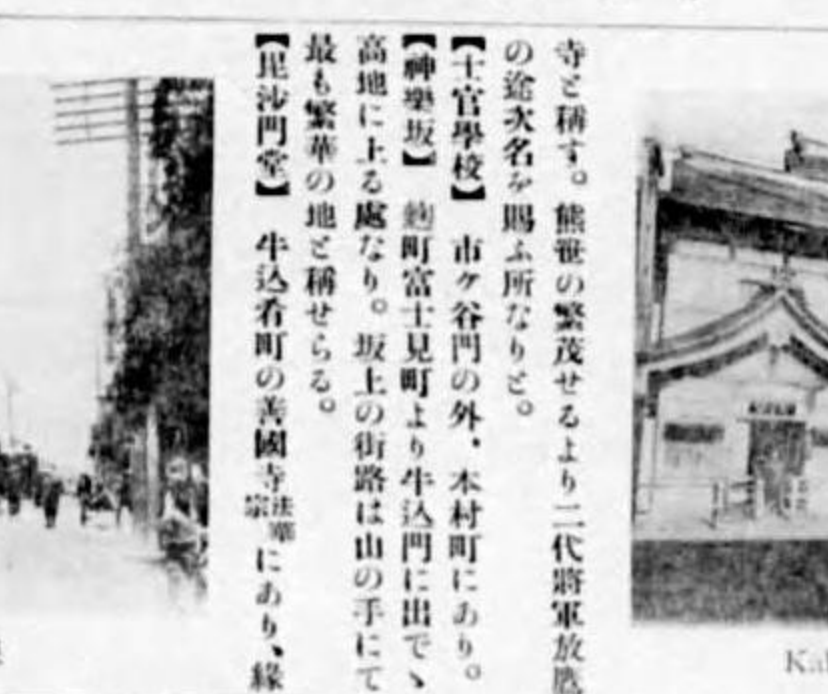 寺と稱す。熊笹の繁茂せるより二代將軍放鷹
の途次名を賜ふ所なりと。
【士官學校】 市ケ谷門の外、本村町にあり。
【神樂坂】 麴町富士見町より牛込門に出でゝ
高地に上る處なり。坂上の街路は山の手にて
最も繁華の地と稱せらる。
【毘沙門堂】 牛込肴町の善國寺法華宗にあり、緣
Kal